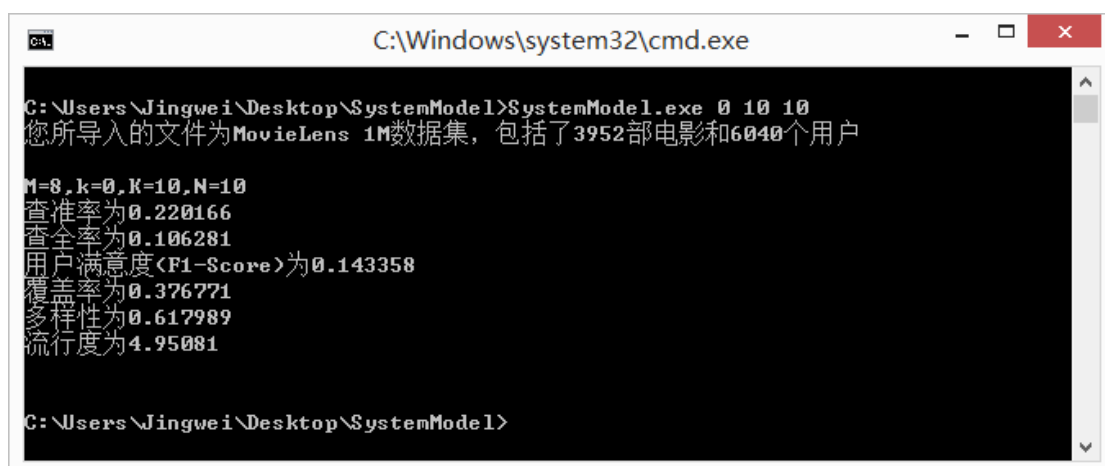 C:\Windows\system32\cmd.exe
C:\Users\Jingwei\Desktop\SystemModel>SystemModel.exe 0 10 10
您所导入的文件为MovieLens 1M数据集，包括了3952部电影和6040个用户
M=8,k=0,K=10,N=10
查准率为0.220166
查全率为0.106281
用户满意度(F1-Score)为0.143358
覆盖率为0.376771
多样性为0.617989
流行度为4.95081
C:\Users\Jingwei\Desktop\SystemModel>